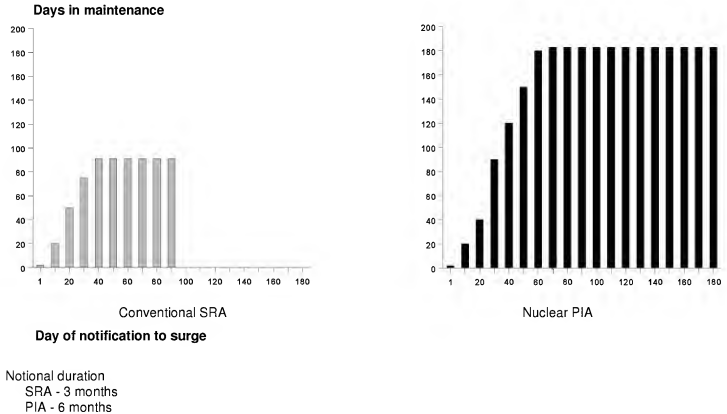 Days in maintenance
200
180
160
140
120
100
80
60
40
20
0
1 20 40 60 80 100 120 140 160 180
Conventional SRA
200
180
160
140
120
100
80
60
40
20
0
1 20 40 60 80 100 120 140 160 180
Nuclear PIA
Day of notification to surge
Notional duration
SRA - 3 months
PIA - 6 months